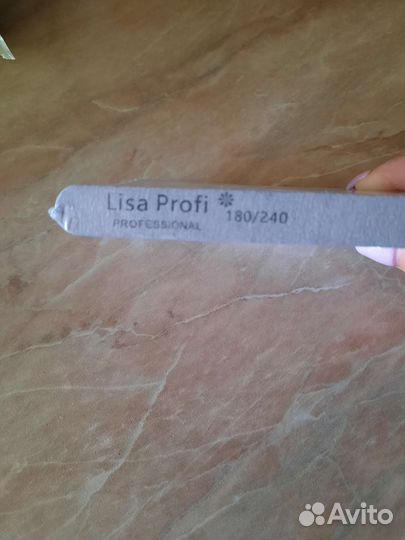 Lisa Profi ❋
PROFESSIONAL
180/240
Avito